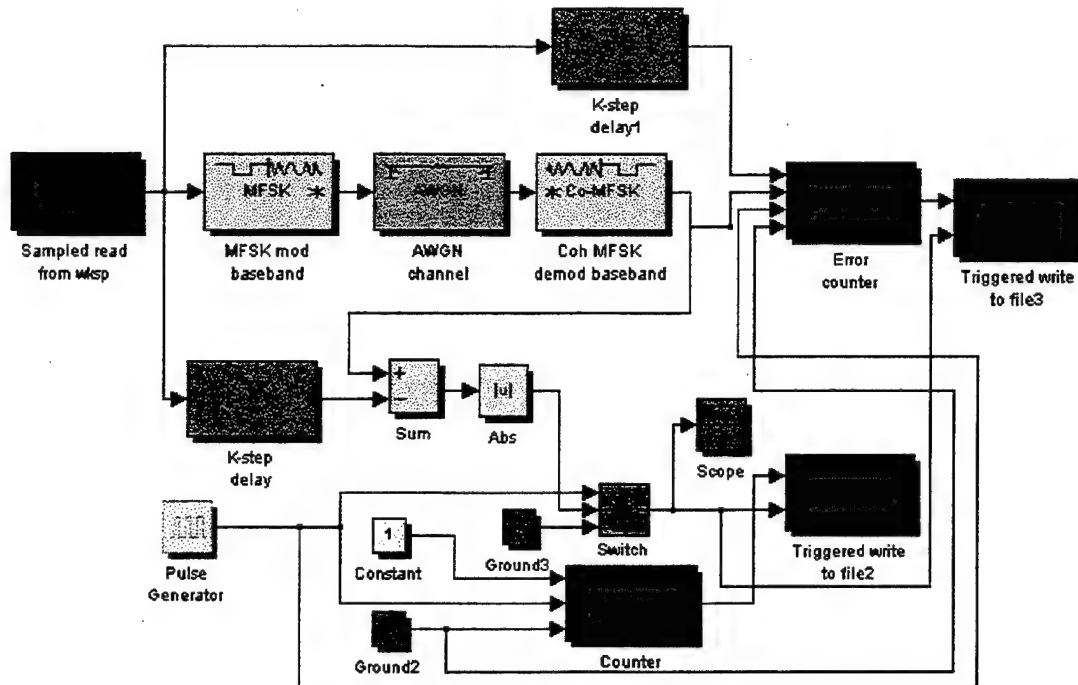 K-step
delay1
MFSK
AWGN
Co-MFSK
Sampled read
from wksp
MFSK mod
baseband
AWGN
channel
Coh MFSK
demod baseband
Error
counter
Triggered write
to file3
+
−
|u|
Sum
Abs
K-step
delay
Scope
Pulse
Generator
1
Constant
Ground3
Switch
Triggered write
to file2
Ground2
Counter